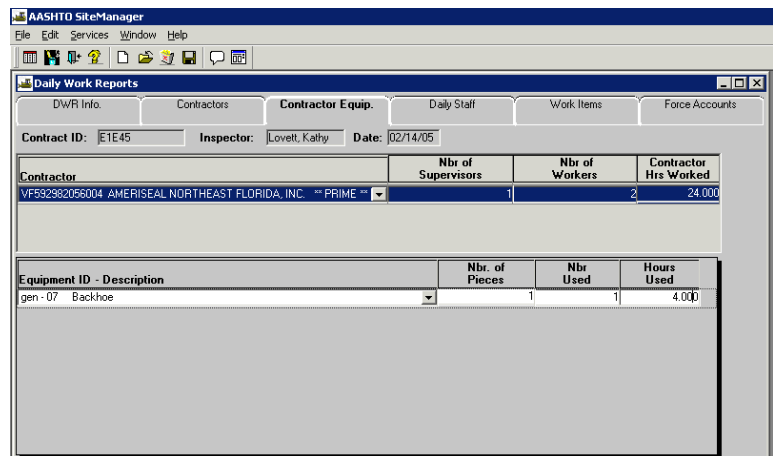 AASHTO SiteManager
File Edit Services Window Help
Daily Work Reports
DWR Info. Contractors Contractor Equip. Daily Staff Work Items Force Accounts
Contract ID: E1E45 Inspector: Lovett, Kathy Date: 02/14/05
Contractor Nbr of Supervisors Nbr of Workers Contractor Hrs Worked
VF592982056004 AMERISEAL NORTHEAST FLORIDA, INC. ** PRIME ** 1 2 24.000
Equipment ID - Description Nbr. of Pieces Nbr Used Hours Used
gen - 07 Backhoe 1 1 4.000